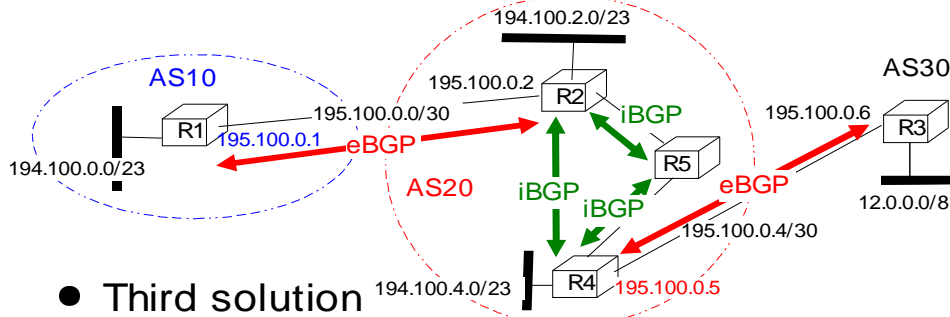 194.100.2.0/23
AS10
AS30
195.100.0.2
R2
195.100.0.0/30
iBGP
195.100.0.6
R3
R1
195.100.0.1
eBGP
R5
194.100.0.0/23
AS20
iBGP
iBGP
eBGP
12.0.0.0/8
195.100.0.4/30
● Third solution
194.100.4.0/23
R4
195.100.0.5